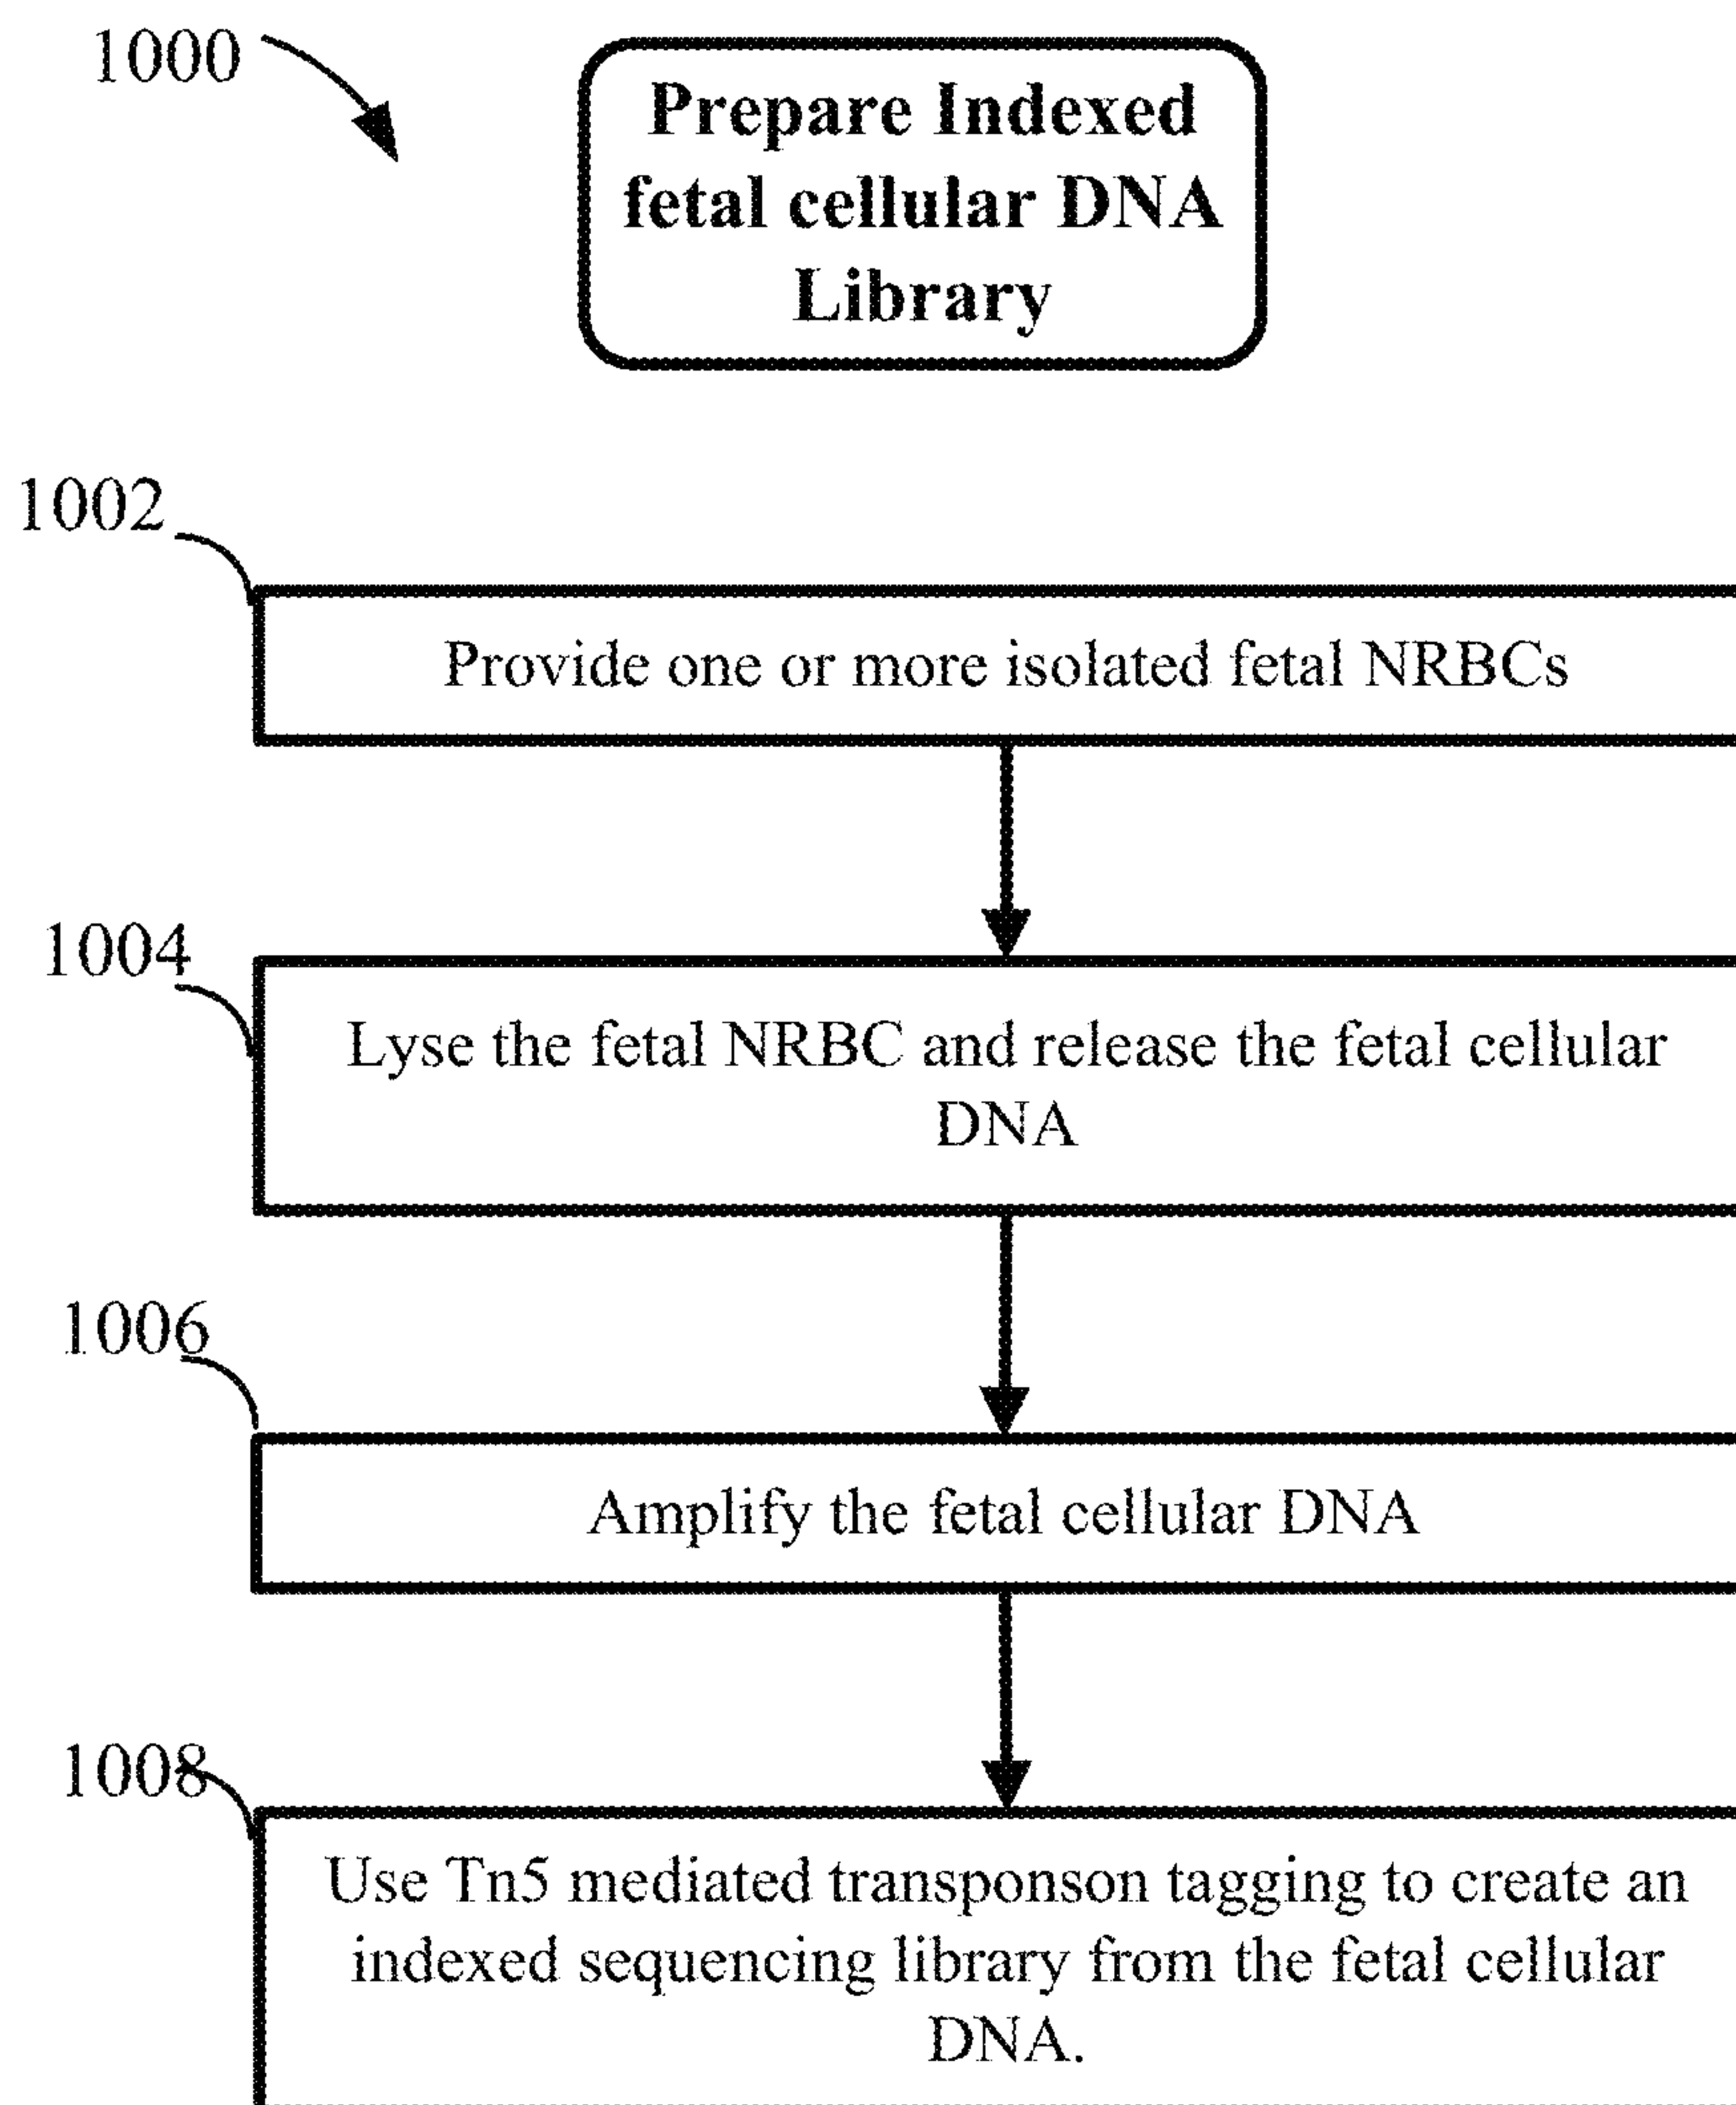 1000
Prepare Indexed
fetal cellular DNA
Library
1002
Provide one or more isolated fetal NRBCs
1004
Lyse the fetal NRBC and release the fetal cellular
DNA
1006
Amplify the fetal cellular DNA
1008
Use Tn5 mediated transponson tagging to create an
indexed sequencing library from the fetal cellular
DNA.